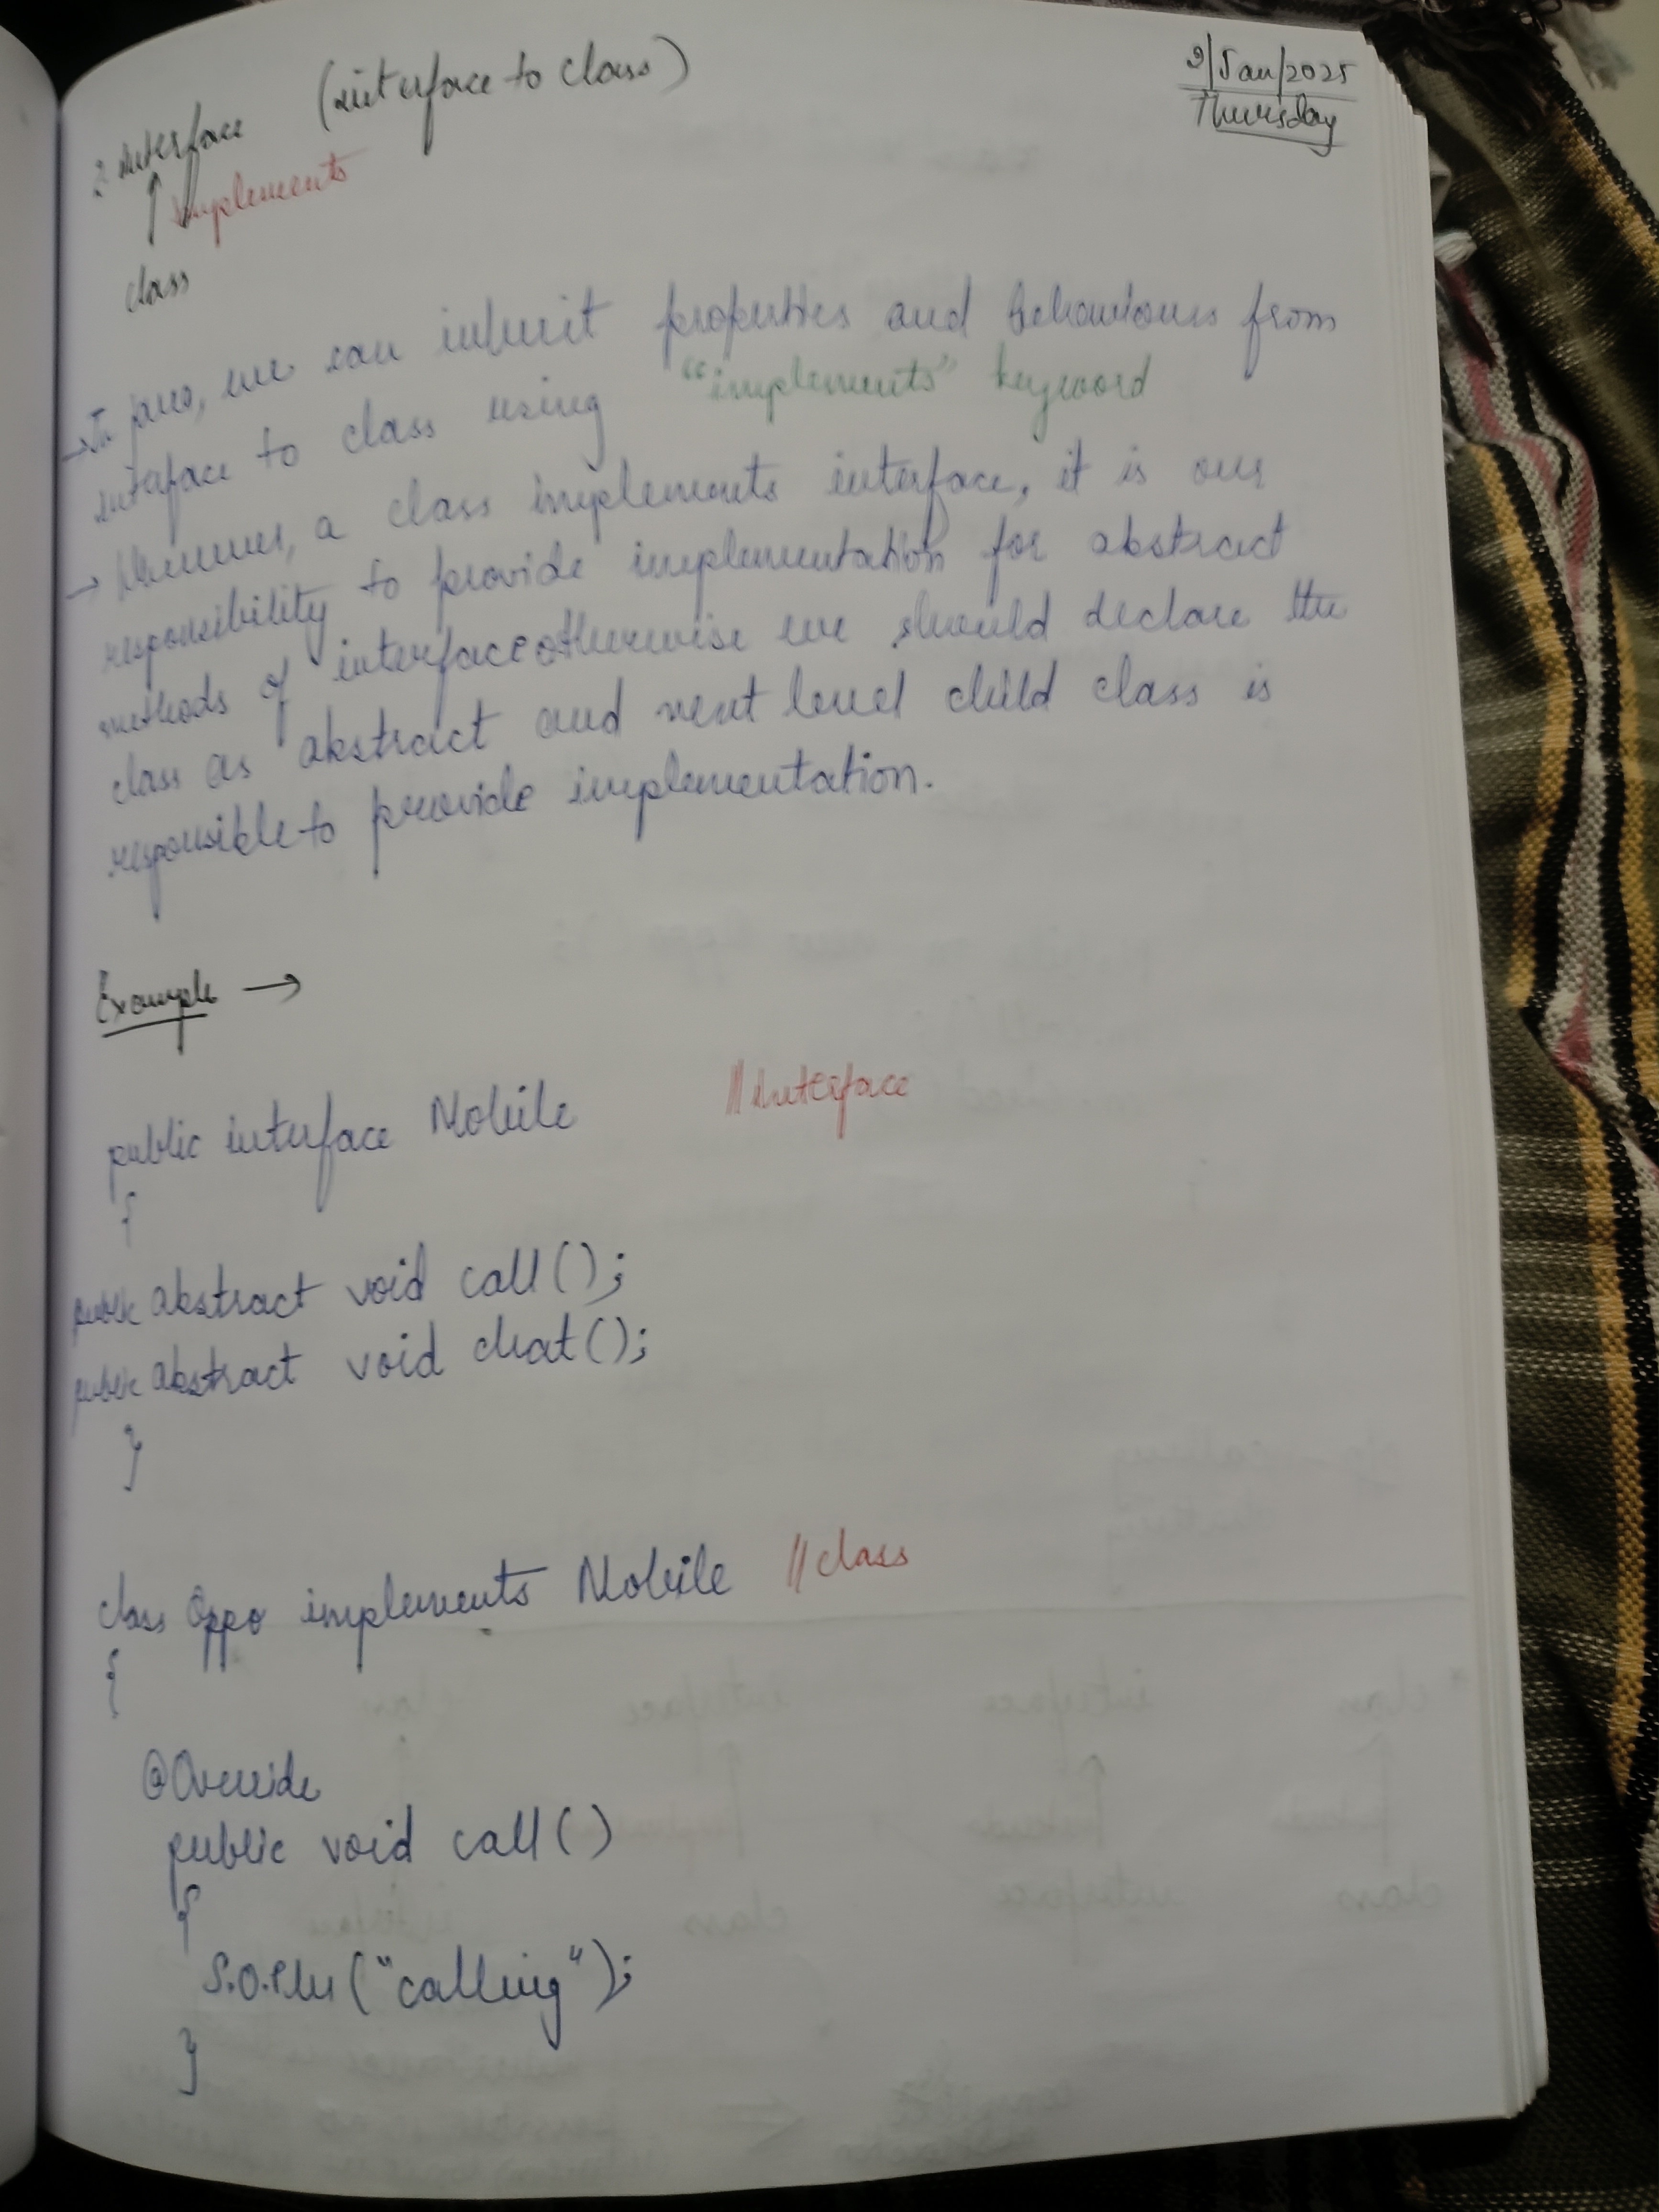 (interface to class)
9/Jan/2025
Thursday
2 interface
implements
class
→ In java, we can inherit properties and behaviours from
interface to class using "implements" keyword
→ Whenever, a class implements interface, it is our
responsibility to provide implementation for abstract
methods of interface otherwise we should declare the
class as abstract and next level child class is
responsible to provide implementation.
Example →
public interface Mobile //interface
{
public abstract void call();
public abstract void chat();
}
class Oppo implements Mobile //class
{
@Override
public void call()
{
S.O.Pln("calling");
}